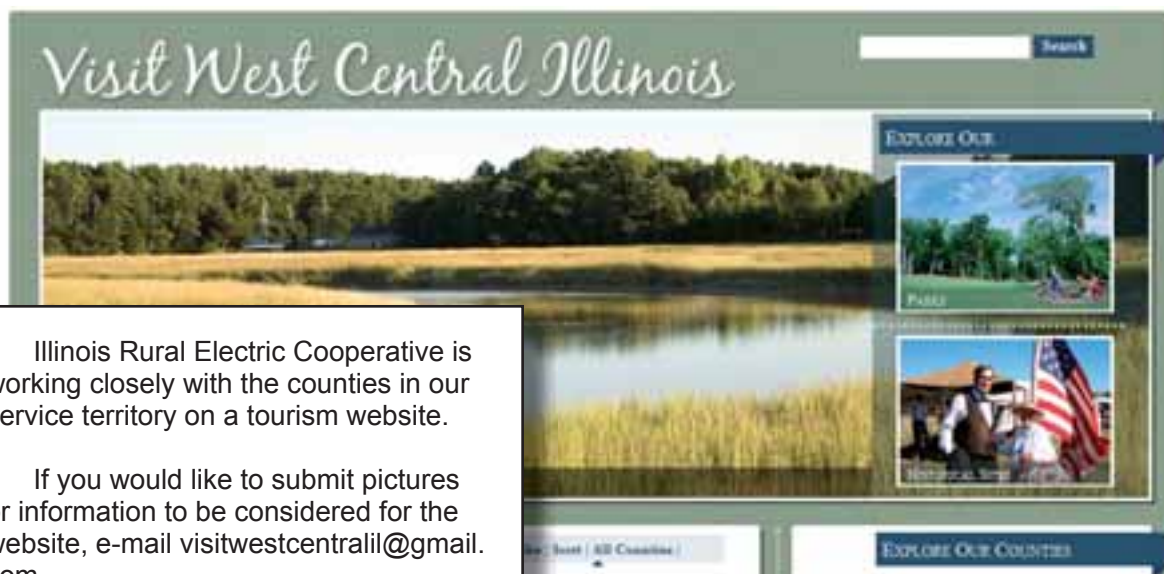 Visit West Central Illinois
Search
EXPLORE OUR
PARKS
Illinois Rural Electric Cooperative is
working closely with the counties in our
service territory on a tourism website.
If you would like to submit pictures
or information to be considered for the
website, e-mail visitwestcentralil@gmail.
com
| Scott | All Counties |
EXPLORE OUR COUNTIES